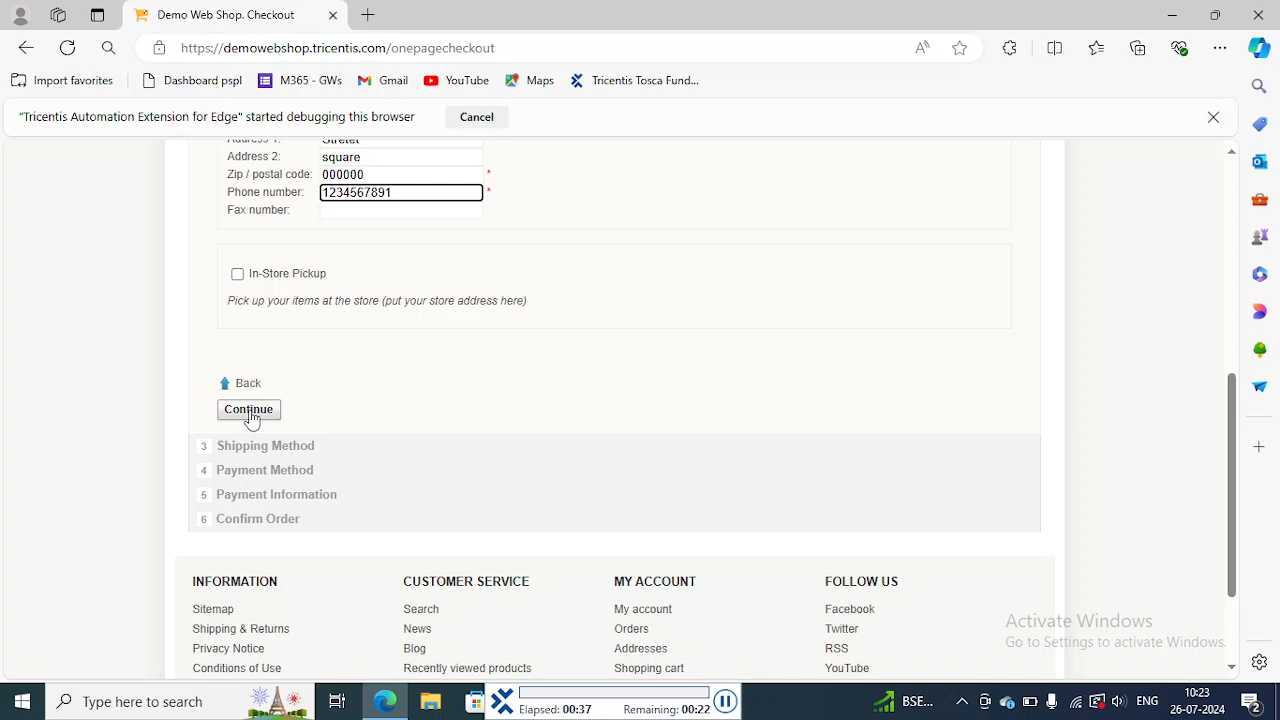 Demo Web Shop. Checkout
https://demowebshop.tricentis.com/onepagecheckout
Import favorites
Dashboard pspl
M365 - GWs
Gmail
YouTube
Maps
Tricentis Tosca Fund...
"Tricentis Automation Extension for Edge" started debugging this browser
Cancel
Address 1:
Address 2: square
Zip / postal code: 000000 *
Phone number: 1234567891 *
Fax number:
In-Store Pickup
Pick up your items at the store (put your store address here)
Back
Continue
3 Shipping Method
4 Payment Method
5 Payment Information
6 Confirm Order
INFORMATION
Sitemap
Shipping & Returns
Privacy Notice
Conditions of Use
CUSTOMER SERVICE
Search
News
Blog
Recently viewed products
MY ACCOUNT
My account
Orders
Addresses
Shopping cart
FOLLOW US
Facebook
Twitter
RSS
YouTube
Activate Windows
Go to Settings to activate Windows.
Type here to search
Elapsed: 00:37
Remaining: 00:22
BSE...
ENG
10:23
26-07-2024
2